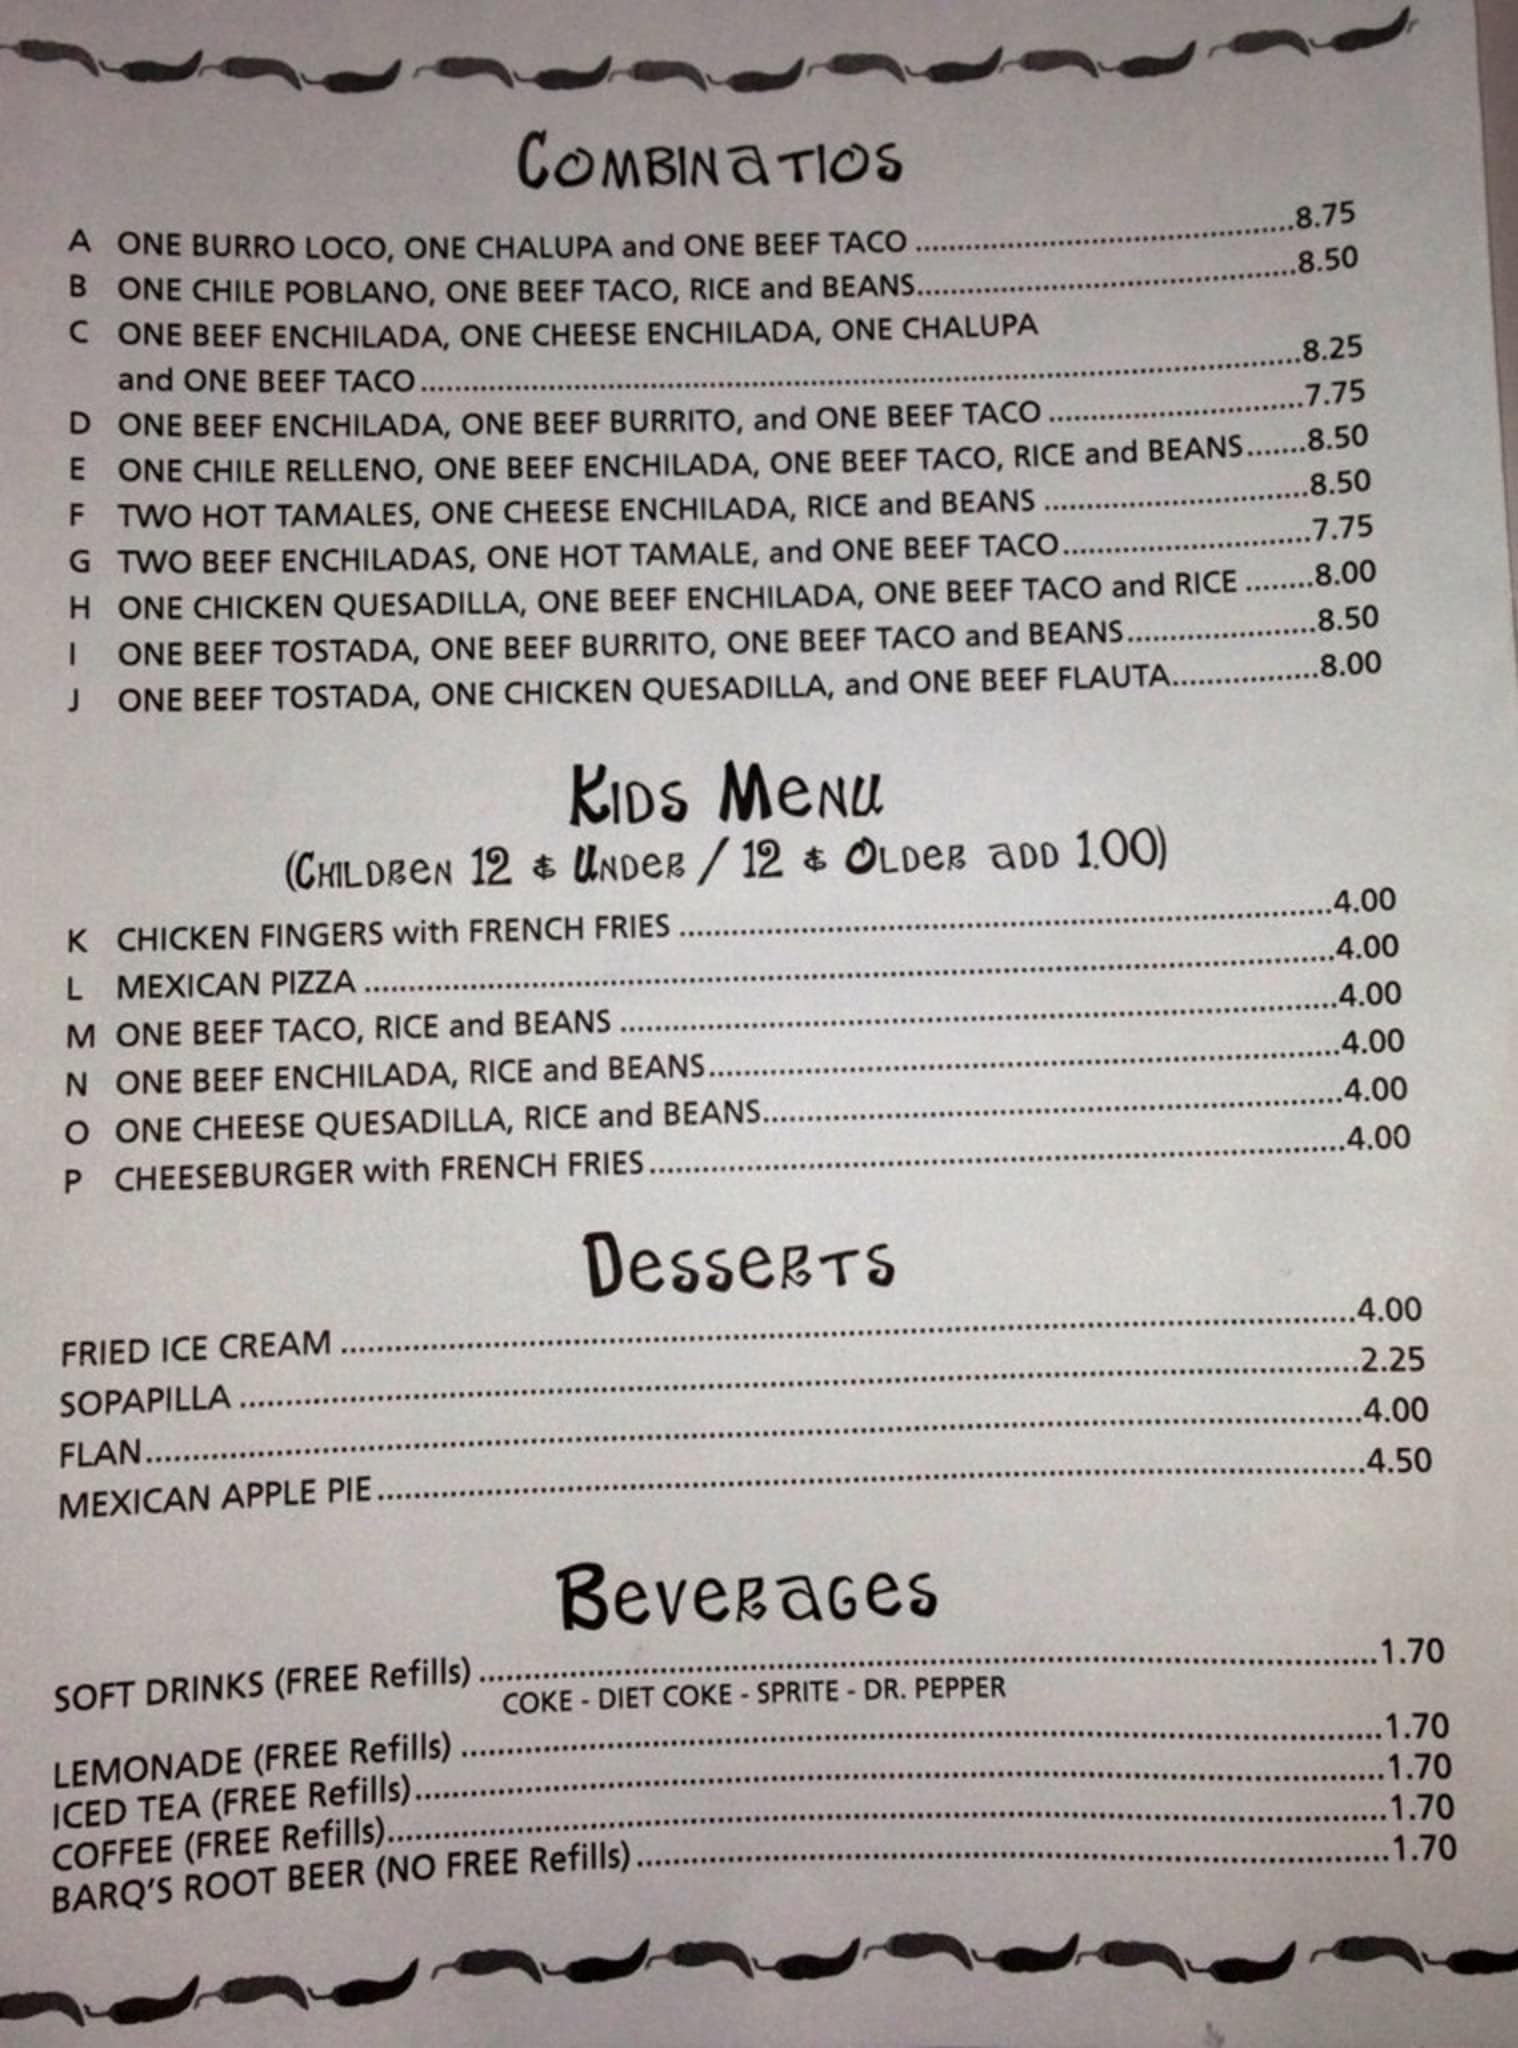 COMBINATIOS
A ONE BURRO LOCO, ONE CHALUPA and ONE BEEF TACO ........ 8.75
B ONE CHILE POBLANO, ONE BEEF TACO, RICE and BEANS........ 8.50
C ONE BEEF ENCHILADA, ONE CHEESE ENCHILADA, ONE CHALUPA
and ONE BEEF TACO ........ 8.25
D ONE BEEF ENCHILADA, ONE BEEF BURRITO, and ONE BEEF TACO ........ 7.75
E ONE CHILE RELLENO, ONE BEEF ENCHILADA, ONE BEEF TACO, RICE and BEANS....... 8.50
F TWO HOT TAMALES, ONE CHEESE ENCHILADA, RICE and BEANS ........ 8.50
G TWO BEEF ENCHILADAS, ONE HOT TAMALE, and ONE BEEF TACO........ 7.75
H ONE CHICKEN QUESADILLA, ONE BEEF ENCHILADA, ONE BEEF TACO and RICE ........ 8.00
I ONE BEEF TOSTADA, ONE BEEF BURRITO, ONE BEEF TACO and BEANS........ 8.50
J ONE BEEF TOSTADA, ONE CHICKEN QUESADILLA, and ONE BEEF FLAUTA........ 8.00
KIDS MENU
(CHILDREN 12 & UNDER / 12 & OLDER ADD 1.00)
K CHICKEN FINGERS with FRENCH FRIES ........ 4.00
L MEXICAN PIZZA ........ 4.00
M ONE BEEF TACO, RICE and BEANS ........ 4.00
N ONE BEEF ENCHILADA, RICE and BEANS........ 4.00
O ONE CHEESE QUESADILLA, RICE and BEANS........ 4.00
P CHEESEBURGER with FRENCH FRIES ........ 4.00
DESSERTS
FRIED ICE CREAM ........ 4.00
SOPAPILLA ........ 2.25
FLAN........ 4.00
MEXICAN APPLE PIE ........ 4.50
BEVERAGES
SOFT DRINKS (FREE Refills) ........ 1.70
COKE - DIET COKE - SPRITE - DR. PEPPER
LEMONADE (FREE Refills) ........ 1.70
ICED TEA (FREE Refills)........ 1.70
COFFEE (FREE Refills)........ 1.70
BARQ'S ROOT BEER (NO FREE Refills) ........ 1.70